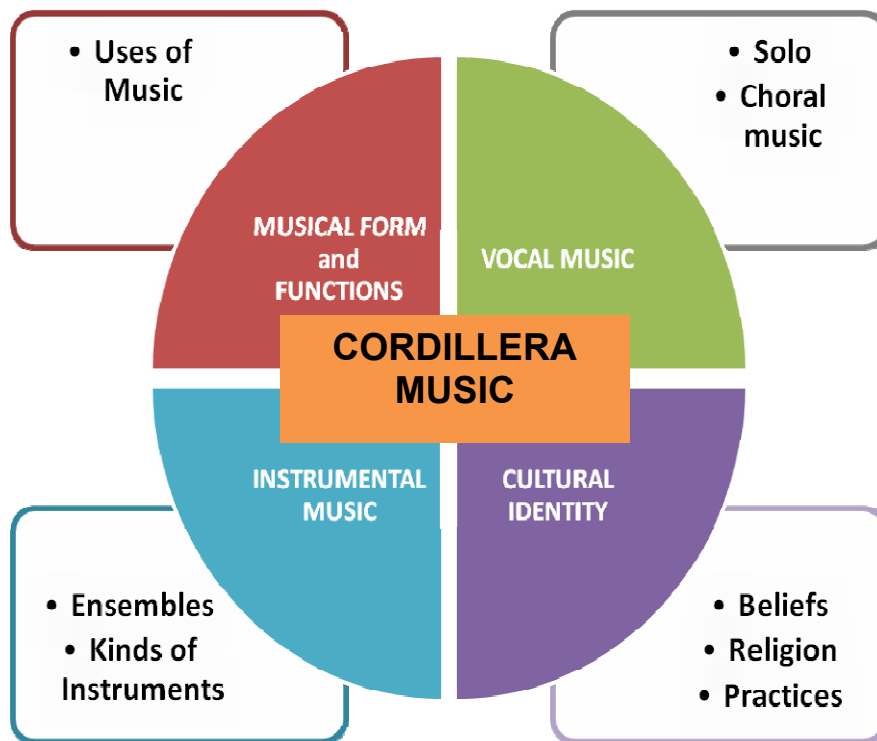 • Uses of
Music
• Solo
• Choral
music
MUSICAL FORM
and
FUNCTIONS
VOCAL MUSIC
CORDILLERA
MUSIC
INSTRUMENTAL
MUSIC
CULTURAL
IDENTITY
• Ensembles
• Kinds of
Instruments
• Beliefs
• Religion
• Practices